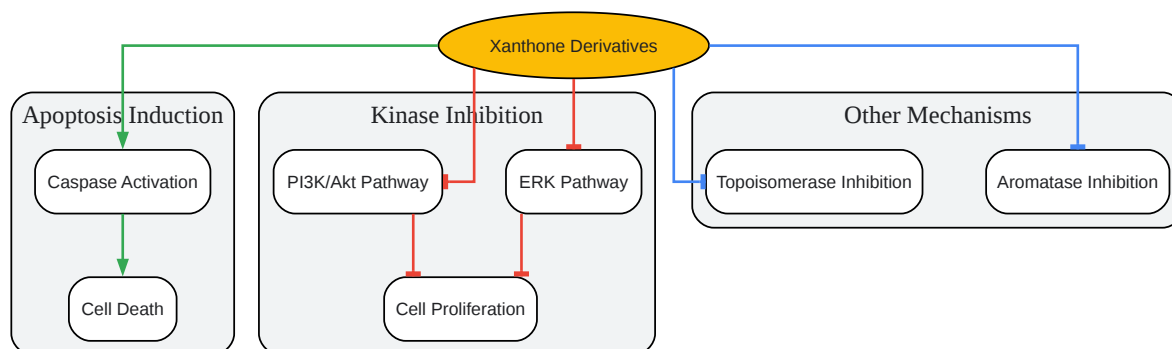 Xanthone Derivatives
Apoptosis Induction
Kinase Inhibition
Other Mechanisms
Caspase Activation
PI3K/Akt Pathway
ERK Pathway
Topoisomerase Inhibition
Aromatase Inhibition
Cell Death
Cell Proliferation